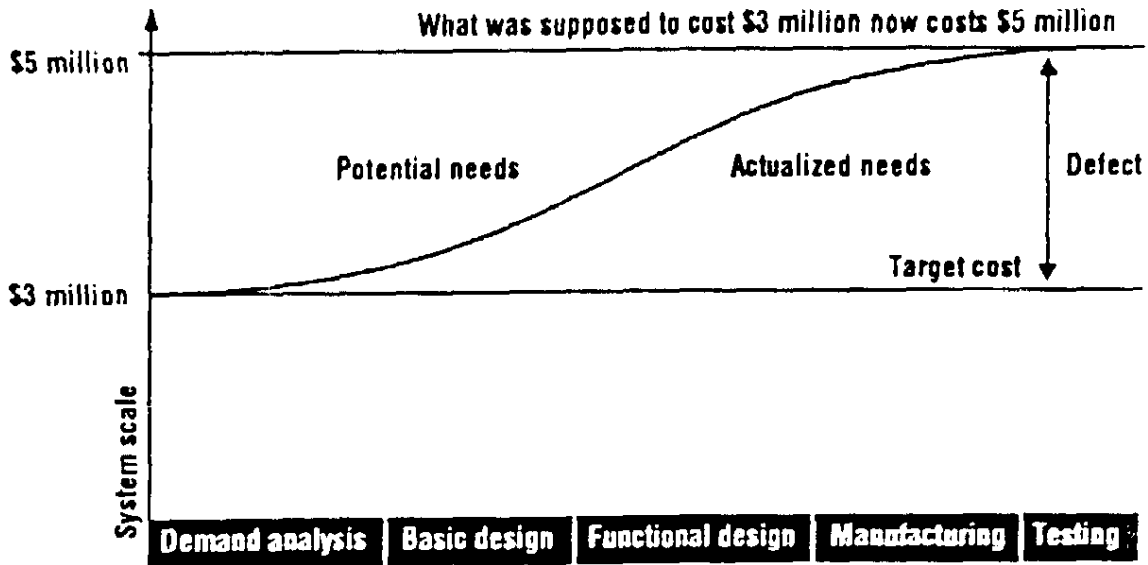 What was supposed to cost $3 million now costs $5 million
$5 million
Potential needs
Actualized needs
Defect
Target cost
$3 million
System scale
Demand analysis
Basic design
Functional design
Manufacturing
Testing